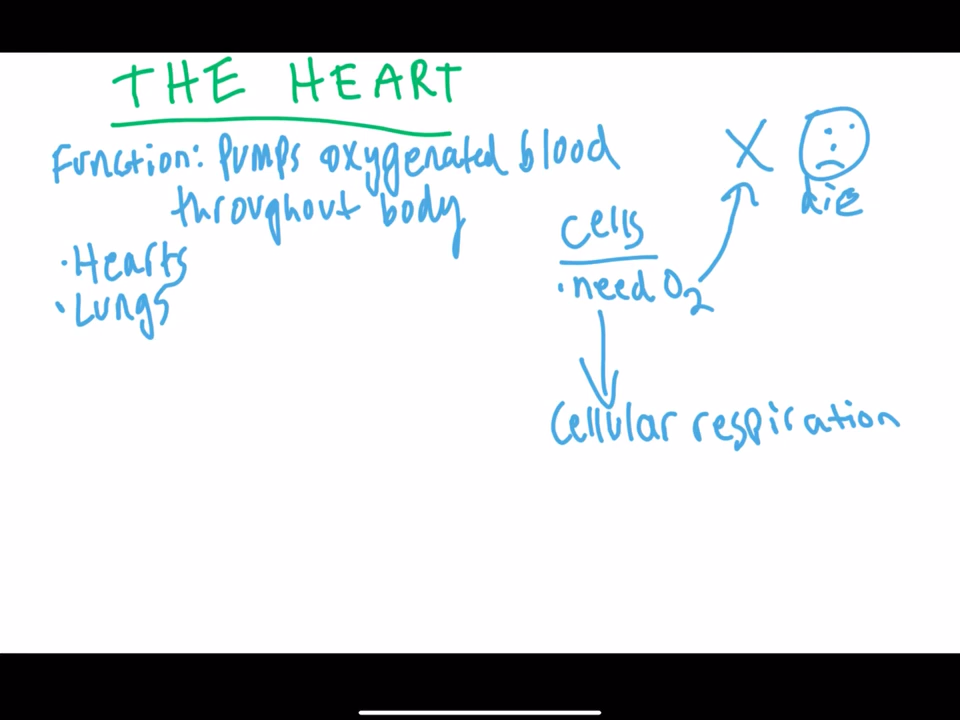 THE HEART
Function: Pumps oxygenated blood
throughout body
• Hearts
• Lungs
X
die
Cells
• need O₂
Cellular respiration